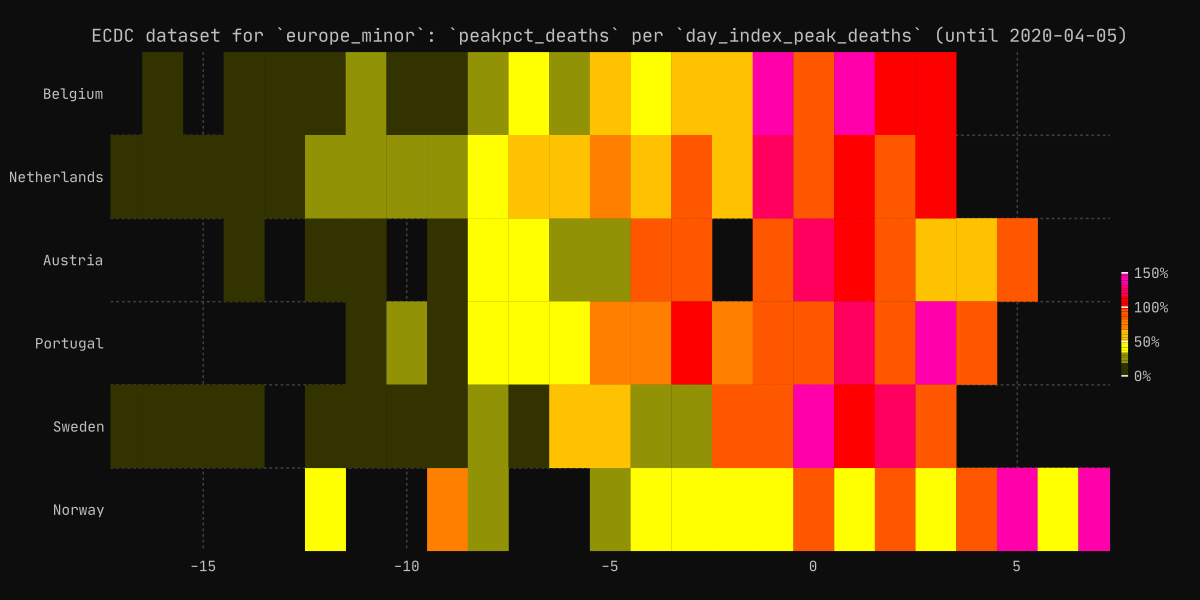 ECDC dataset for `europe_minor`: `peakpct_deaths` per `day_index_peak_deaths` (until 2020-04-05)
Belgium
Netherlands
Austria
Portugal
Sweden
Norway
-15
-10
-5
0
5
150%
100%
50%
0%